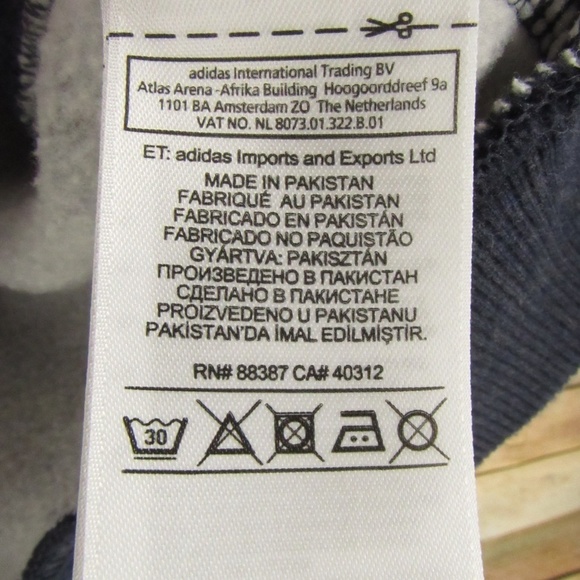 adidas International Trading BV
Atlas Arena -Afrika Building Hoogoorddreef 9a
1101 BA Amsterdam ZO The Netherlands
VAT NO. NL 8073.01.322.B.01
ET: adidas Imports and Exports Ltd
MADE IN PAKISTAN
FABRIQUÉ AU PAKISTAN
FABRICADO EN PAKISTÁN
FABRICADO NO PAQUISTÃO
GYÁRTVA: PAKISZTÁN
ПРОИЗВЕДЕНО В ПАКИСТАН
СДЕЛАНО В ПАКИСТАНЕ
PROIZVEDENO U PAKISTANU
PAKİSTAN'DA İMAL EDİLMİŞTİR.
RN# 88387 CA# 40312
30